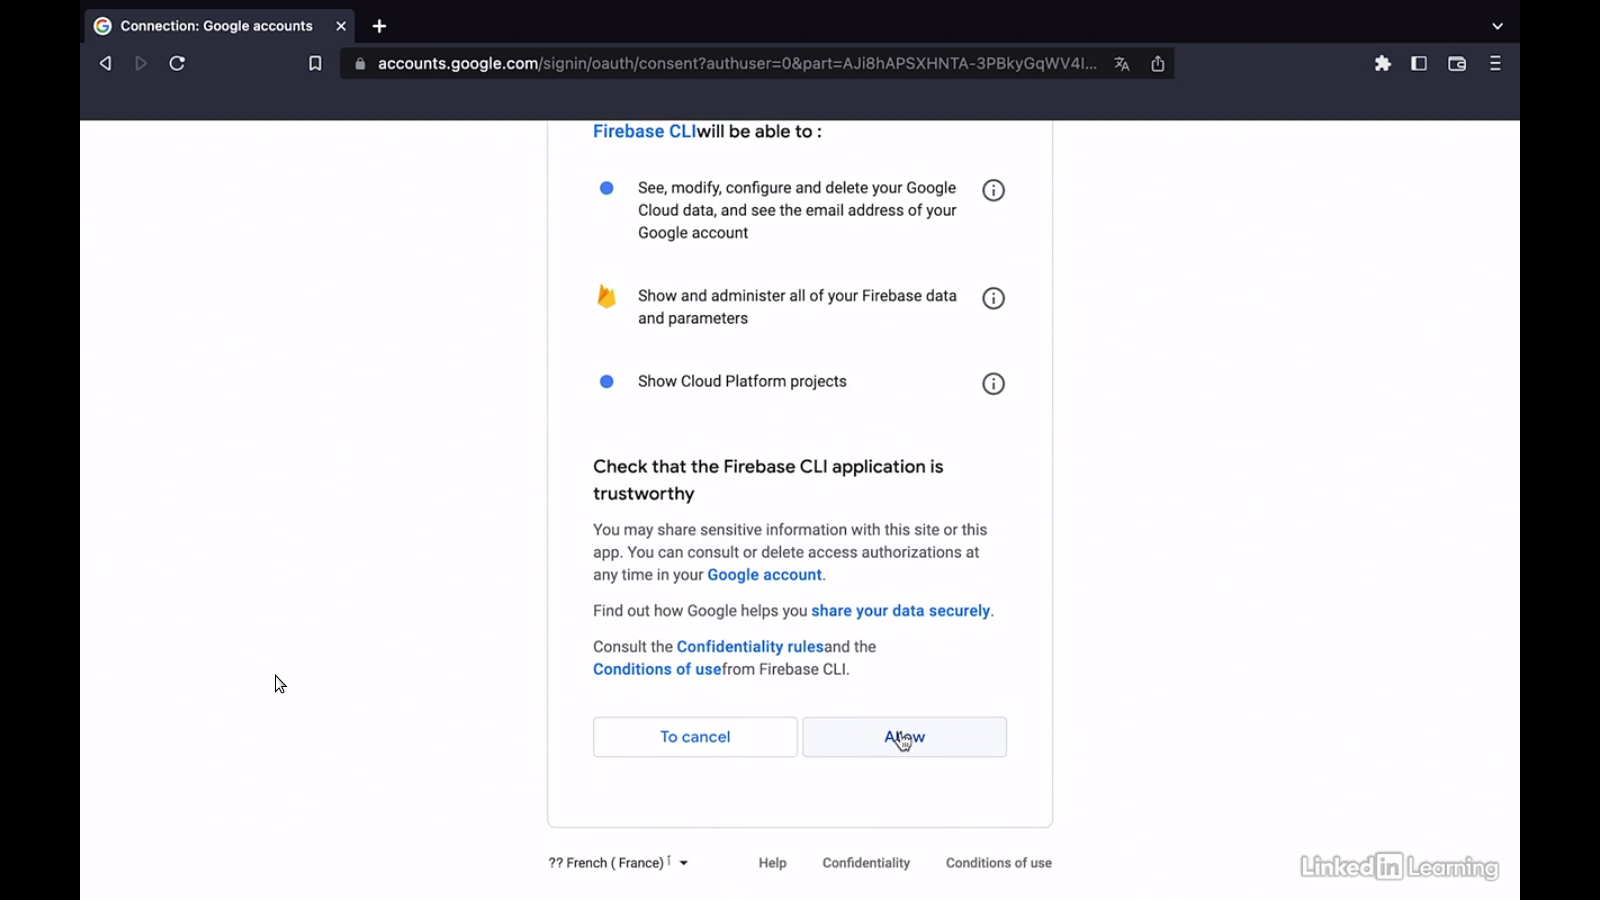 Connection: Google accounts
accounts.google.com/signin/oauth/consent?authuser=0&part=AJi8hAPSXHNTA-3PBkyGqWV4l...
Firebase CLIwill be able to :
See, modify, configure and delete your Google
Cloud data, and see the email address of your
Google account
Show and administer all of your Firebase data
and parameters
Show Cloud Platform projects
Check that the Firebase CLI application is
trustworthy
You may share sensitive information with this site or this
app. You can consult or delete access authorizations at
any time in your Google account.
Find out how Google helps you share your data securely.
Consult the Confidentiality rulesand the
Conditions of usefrom Firebase CLI.
To cancel
Allow
?? French ( France)
Help
Confidentiality
Conditions of use
Linked in Learning